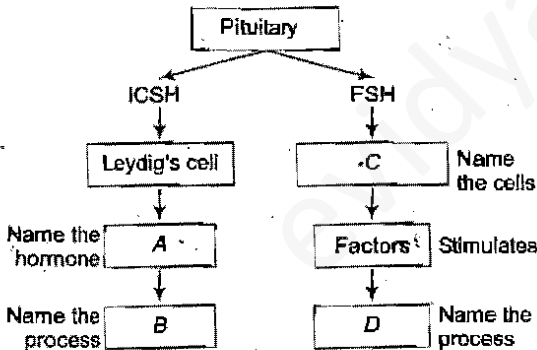 Pituitary
ICSH FSH
Leydig's cell C Name the cells
Name the hormone A Factors Stimulates
Name the process B D Name the process